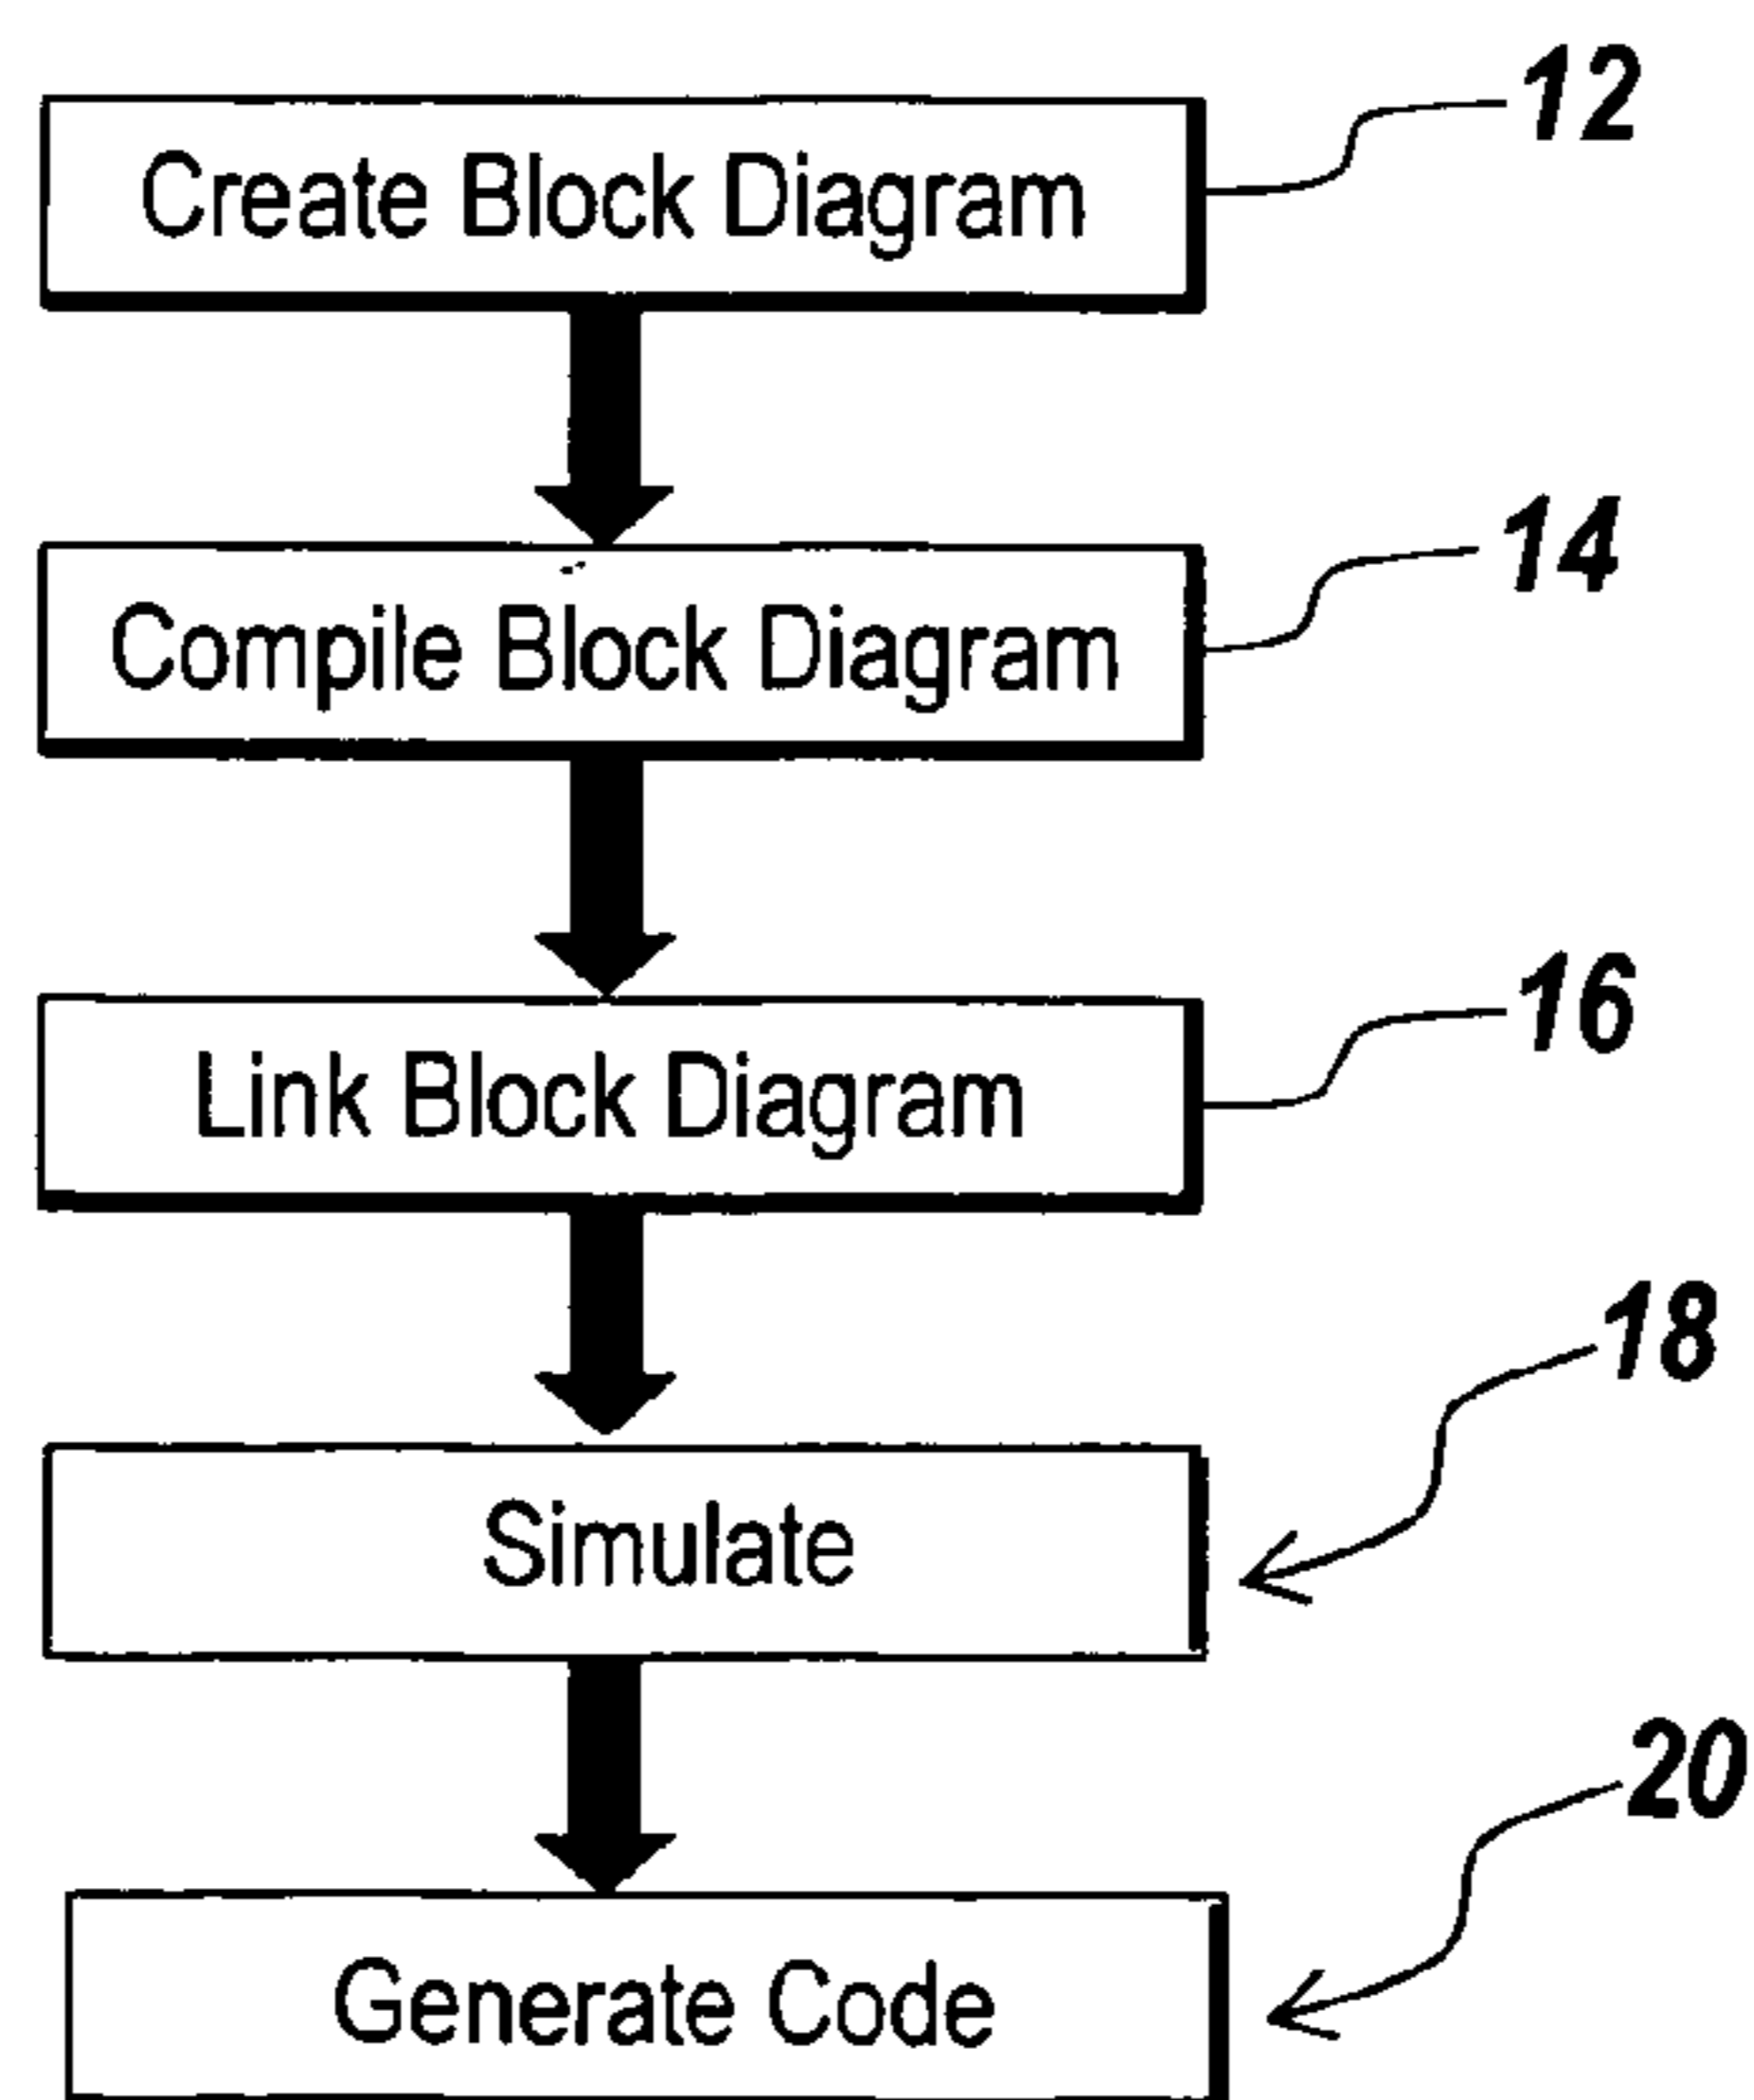 12
Create Block Diagram
14
Compile Block Diagram
16
Link Block Diagram
18
Simulate
20
Generate Code